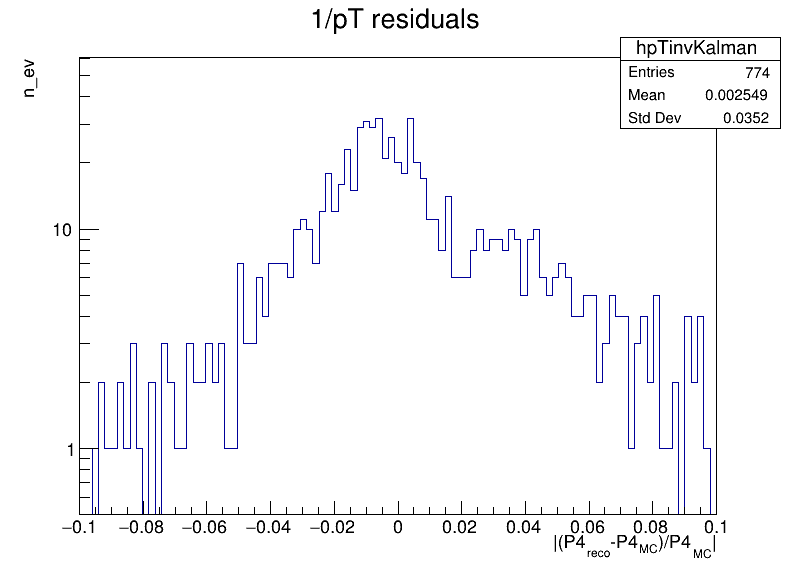 1/pT residuals
hpTinvKalman
Entries 774
Mean 0.002549
Std Dev 0.0352
n_ev
10
1
−0.1 −0.08 −0.06 −0.04 −0.02 0 0.02 0.04 0.06 0.08 0.1
|(P4reco-P4MC)/P4MC|